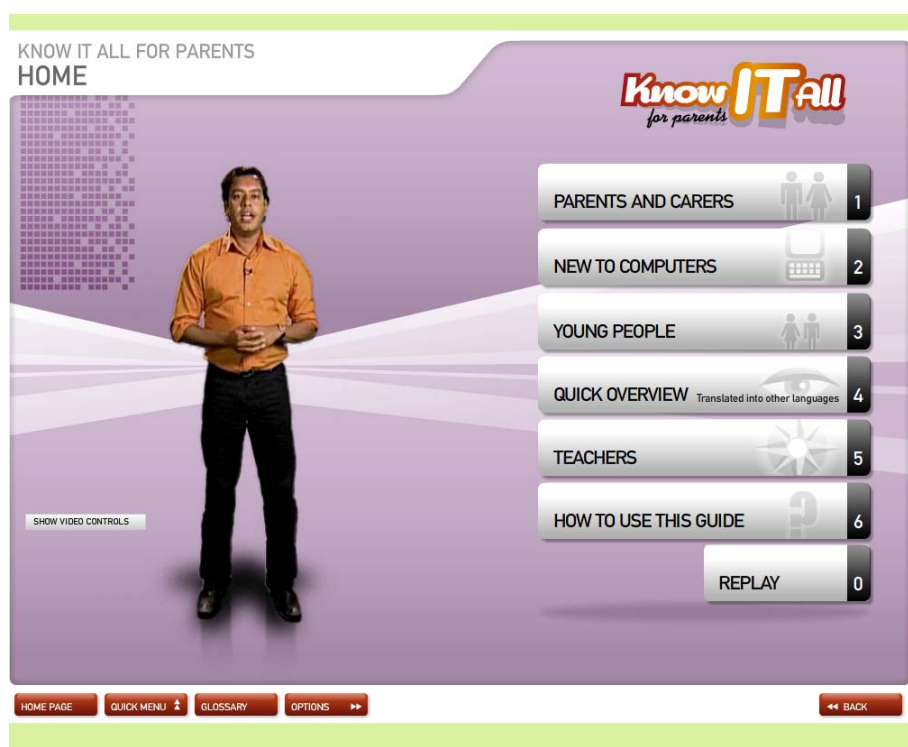 KNOW IT ALL FOR PARENTS
HOME
Know IT All
for parents
PARENTS AND CARERS 1
NEW TO COMPUTERS 2
YOUNG PEOPLE 3
QUICK OVERVIEW Translated into other languages 4
TEACHERS 5
HOW TO USE THIS GUIDE ? 6
REPLAY 0
SHOW VIDEO CONTROLS
HOME PAGE QUICK MENU GLOSSARY OPTIONS BACK